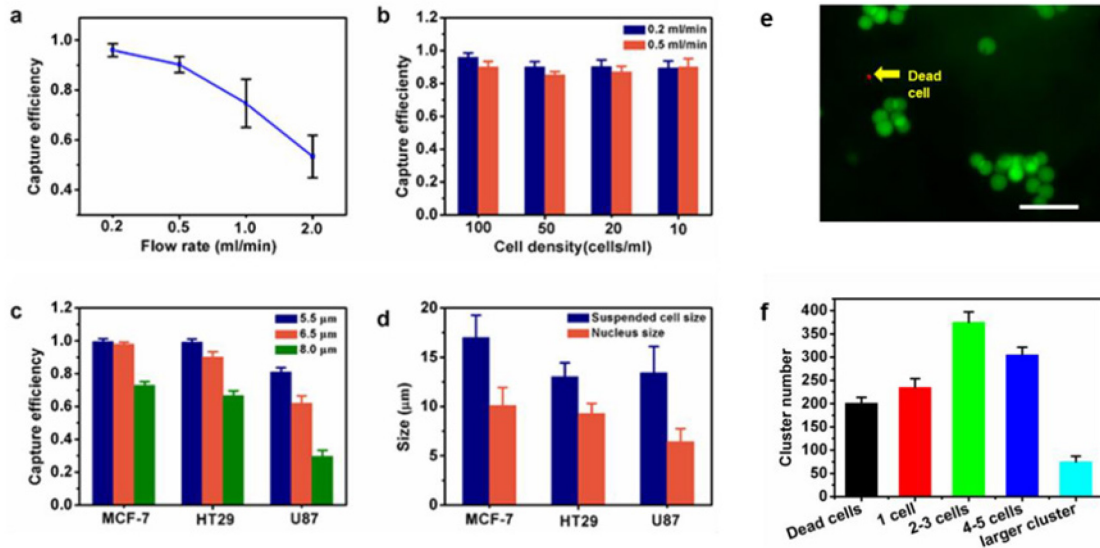 a
Capture efficiency
1.0
0.8
0.6
0.4
0.2
0.5
1.0
2.0
Flow rate (ml/min)
b
0.2 ml/min
0.5 ml/min
Capture effecienty
1.2
1.0
0.8
0.6
0.4
0.2
0.0
100
50
20
10
Cell density(cells/ml)
e
Dead
cell
c
5.5 μm
6.5 μm
8.0 μm
Capture efficiency
1.2
1.0
0.8
0.6
0.4
0.2
0.0
MCF-7
HT29
U87
d
Suspended cell size
Nucleus size
Size (μm)
20
15
10
5
0
MCF-7
HT29
U87
f
Cluster number
400
350
300
250
200
150
100
50
0
Dead cells
1 cell
2-3 cells
4-5 cells
larger cluster